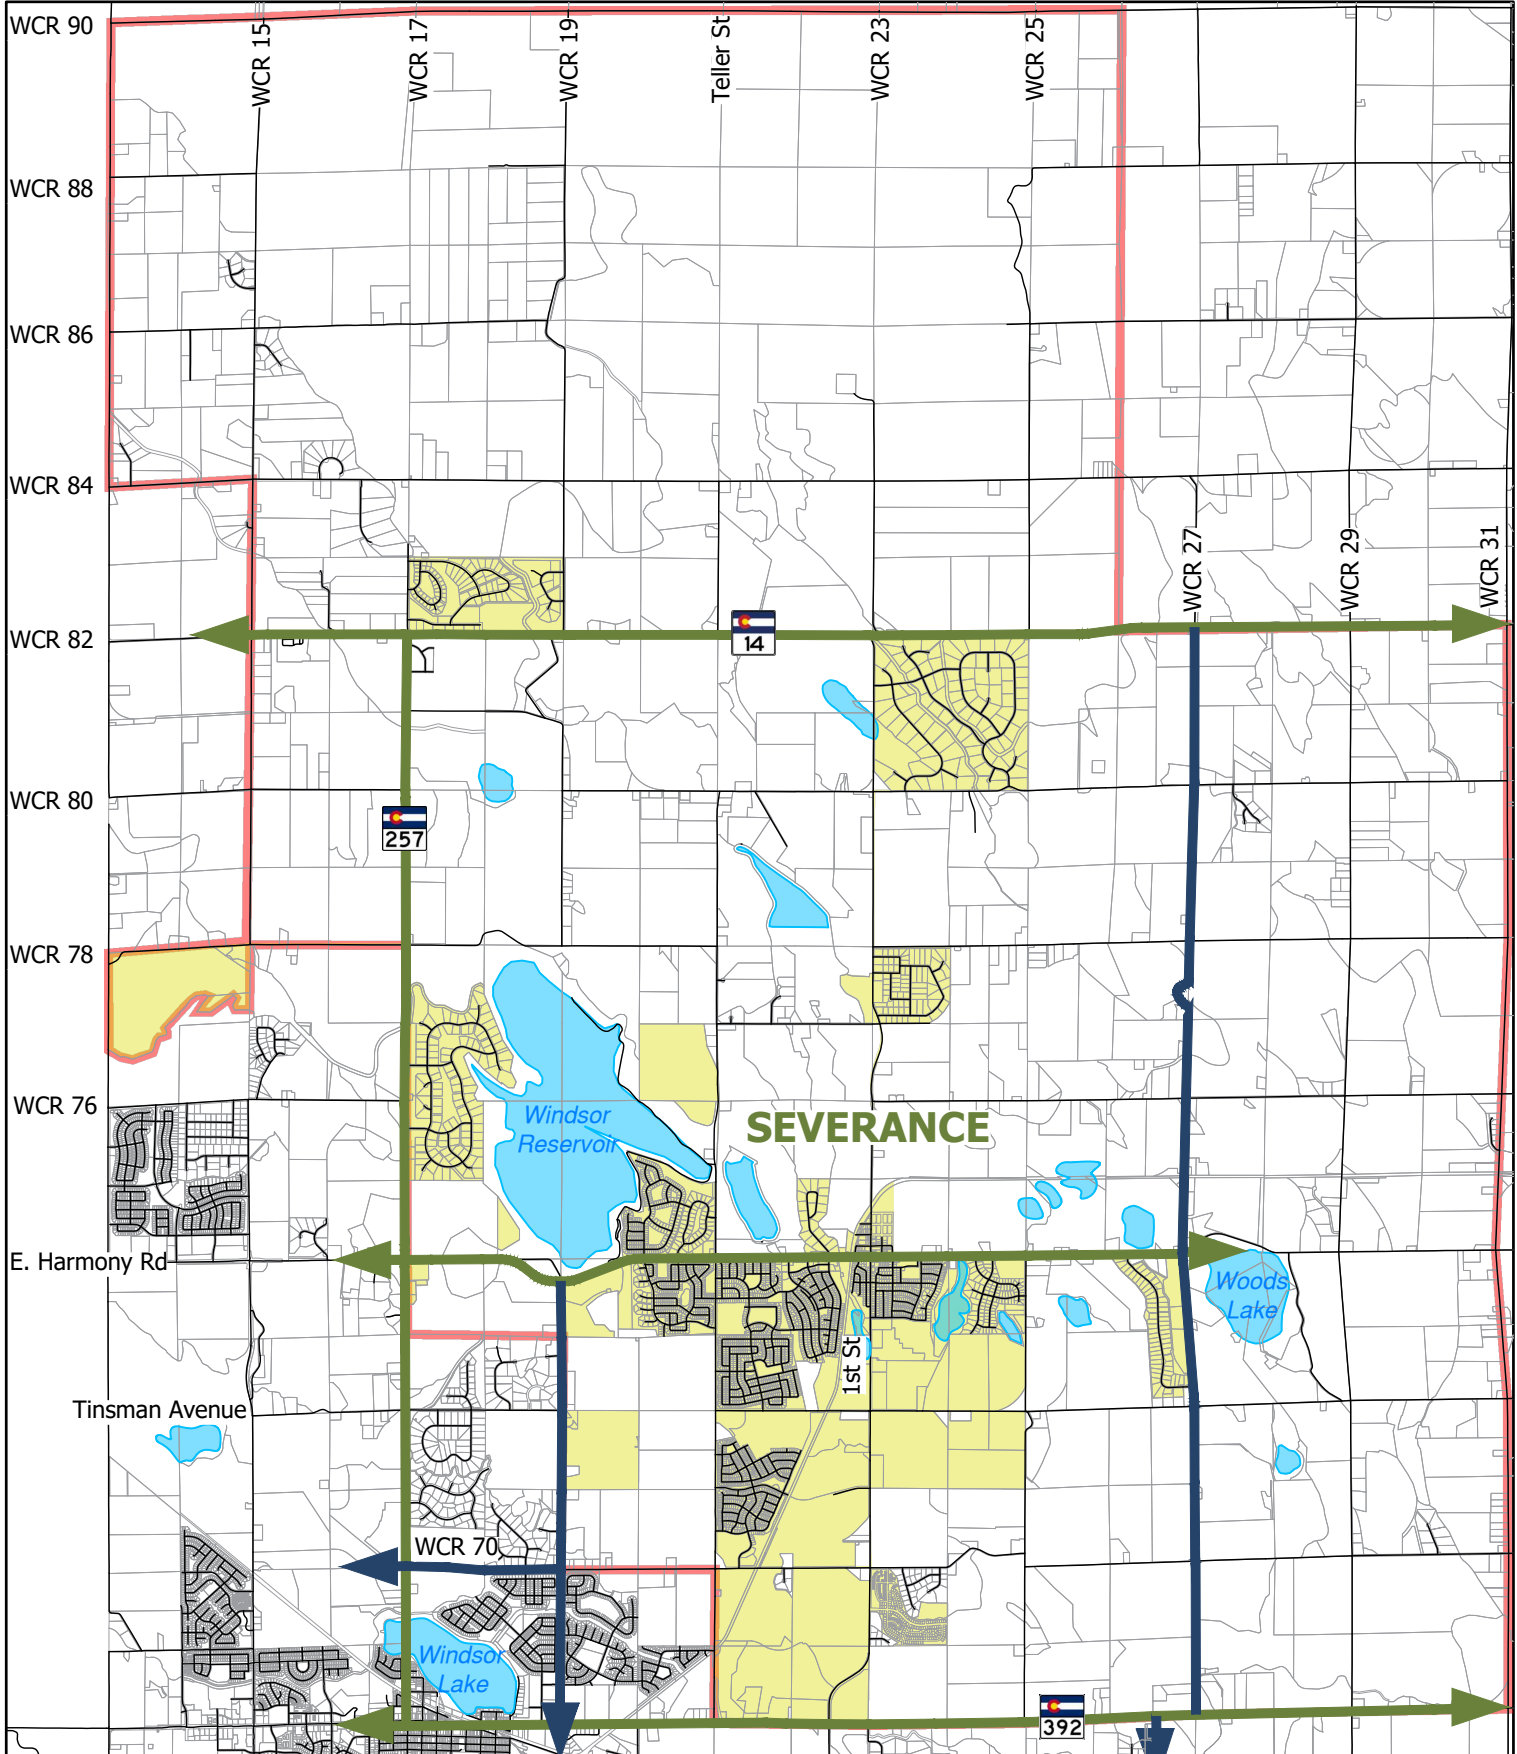 WCR 90
WCR 15
WCR 17
WCR 19
Teller St
WCR 23
WCR 25
WCR 88
WCR 86
WCR 84
WCR 27
WCR 29
WCR 31
WCR 82
14
WCR 80
257
WCR 78
WCR 76
Windsor
Reservoir
SEVERANCE
E. Harmony Rd
Woods
Lake
1st St
Tinsman Avenue
WCR 70
Windsor
Lake
392